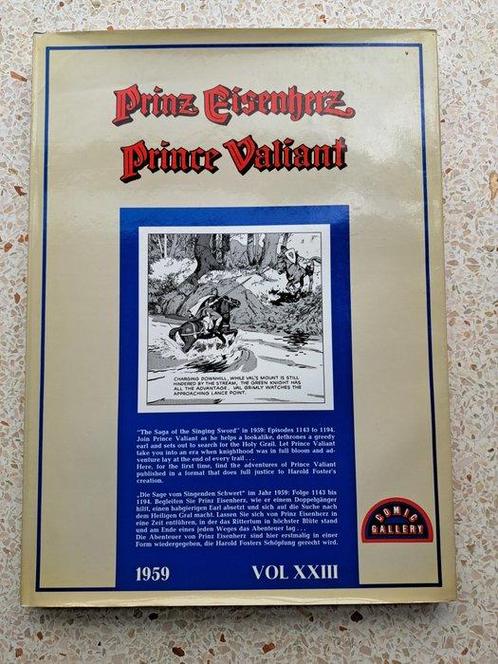 Prinz Eisenherz
Prince Valiant
CHARGING DOWNHILL, WHILE VAL'S MOUNT IS STILL
HINDERED BY THE STREAM, THE GREEN KNIGHT HAS
ALL THE ADVANTAGE. VAL GRIMLY WATCHES THE
APPROACHING LANCE POINT.
"The Saga of the Singing Sword" in 1959: Episodes 1143 to 1194.
Join Prince Valiant as he helps a lookalike, dethrones a greedy
earl and sets out to search for the Holy Grail. Let Prince Valiant
take you into an era when knighthood was in full bloom and ad-
venture lay at the end of every trail . . .
Here, for the first time, find the adventures of Prince Valiant
published in a format that does full justice to Harold Foster's
creation.
„Die Sage vom Singenden Schwert" im Jahr 1959: Folge 1143 bis
1194. Begleiten Sie Prinz Eisenherz, wie er einem Doppelgänger
hilft, einen habgierigen Earl absetzt und sich auf die Suche nach
dem Heiligen Gral macht. Lassen Sie sich von Prinz Eisenherz in
eine Zeit entführen, in der das Rittertum in höchster Blüte stand
und am Ende eines jeden Weges das Abenteuer lag . . .
Die Abenteuer von Prinz Eisenherz sind hier erstmalig in einer
Form wiedergegeben, die Harold Fosters Schöpfung gerecht wird.
COMIC
GALLERY
1959 VOL XXIII